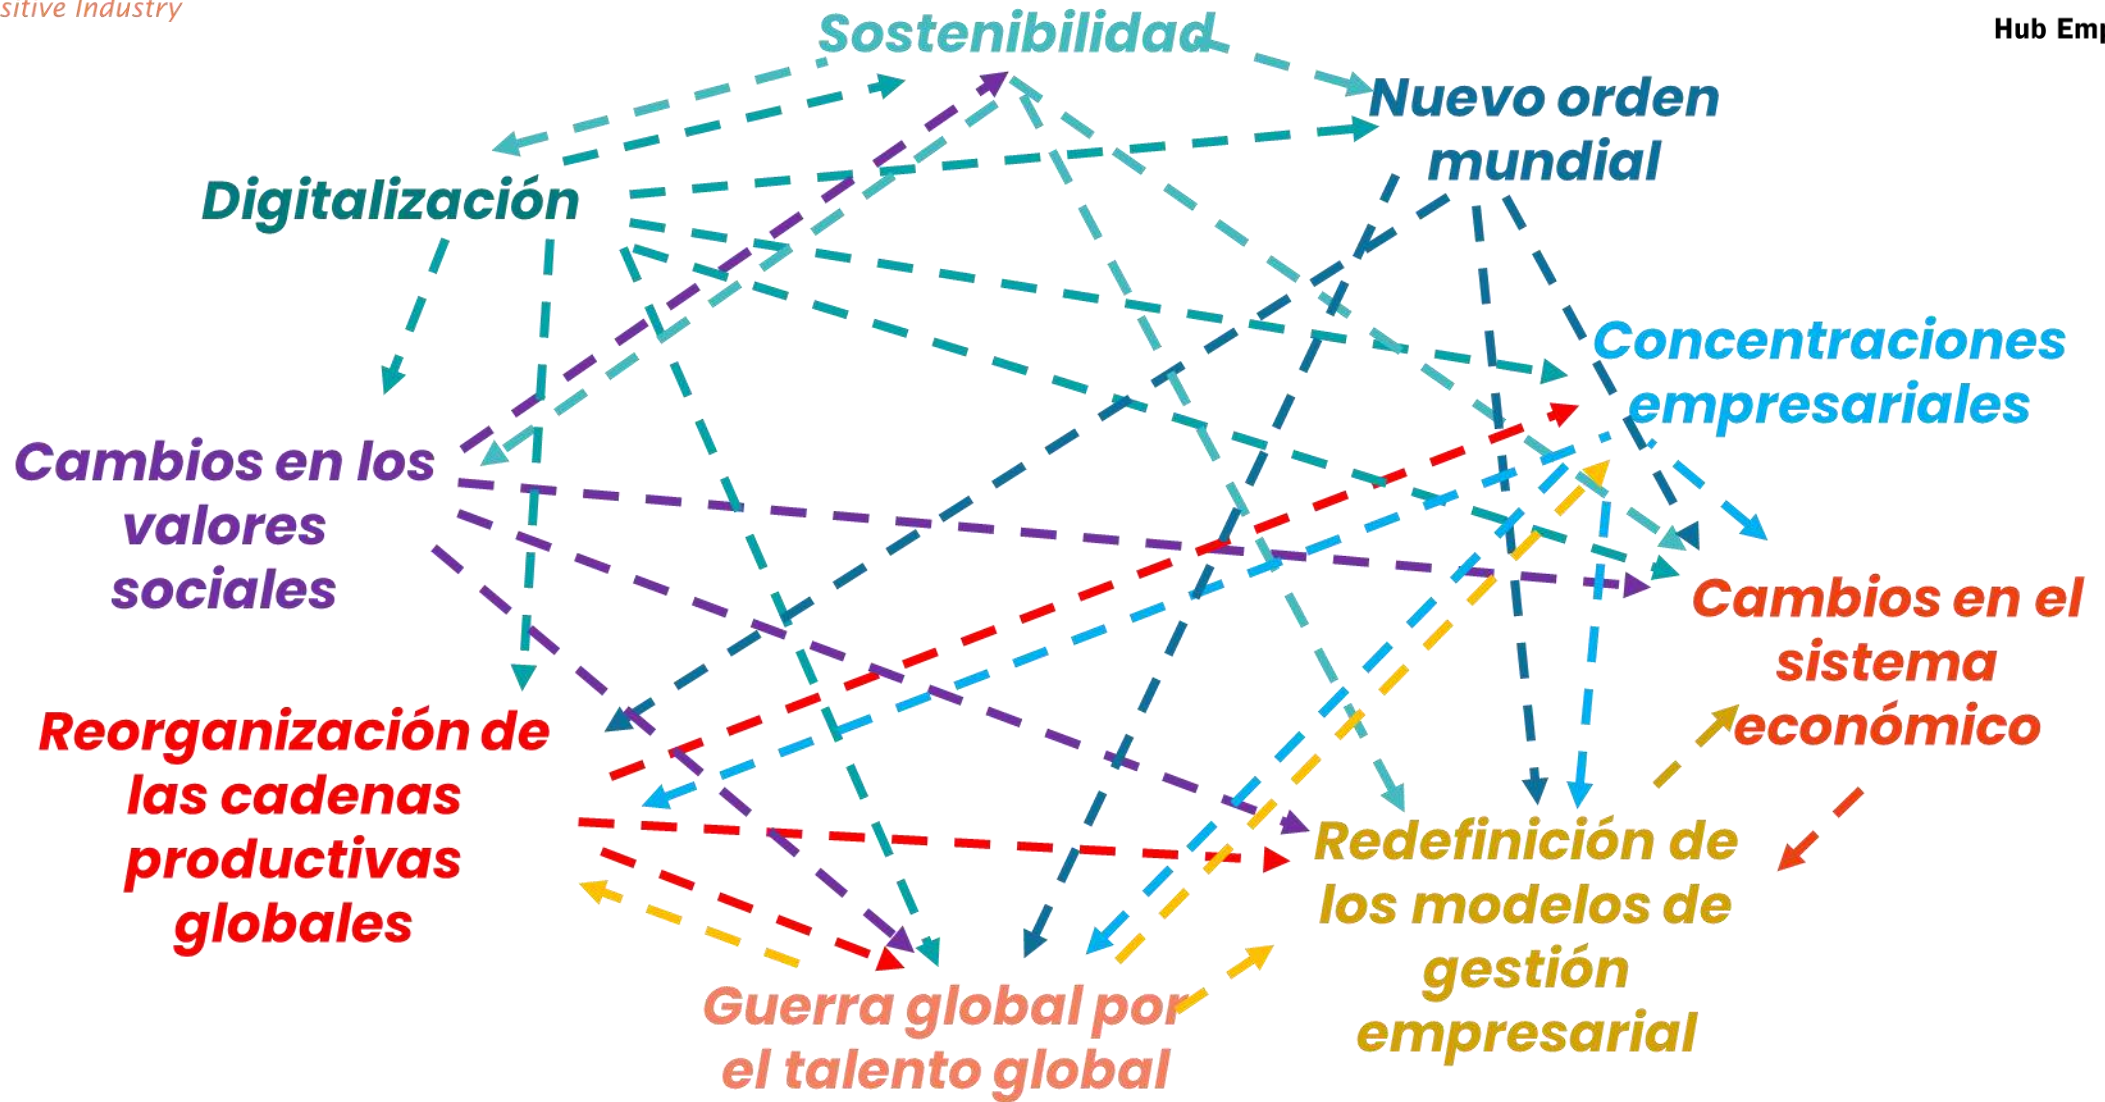 sitive Industry
Hub Emp
Sostenibilidad
Nuevo orden
mundial
Digitalización
Concentraciones
empresariales
Cambios en los
valores
sociales
Cambios en el
sistema
económico
Reorganización de
las cadenas
productivas
globales
Redefinición de
los modelos de
gestión
empresarial
Guerra global por
el talento global